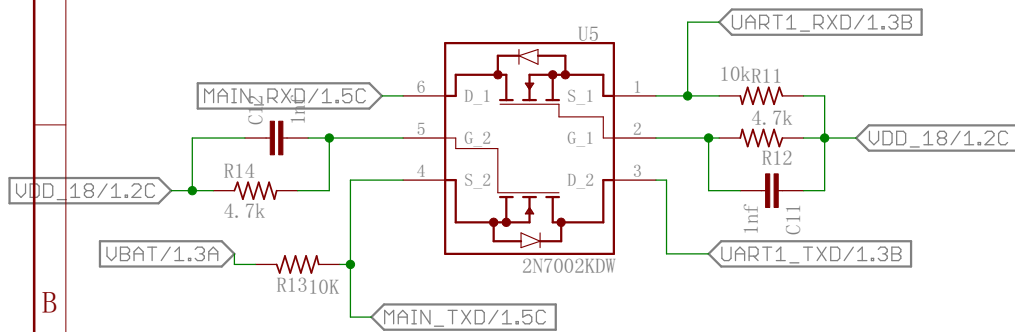 UART1_RXD/1.3B
U5
10k
R11
MAIN_RXD/1.5C
6
D_1
S_1
1
C12
1nf
4.7k
5
G_2
G_1
2
VDD_18/1.2C
R12
R14
4
S_2
D_2
3
VDD_18/1.2C
4.7k
1nf
C11
VBAT/1.3A
UART1_TXD/1.3B
2N7002KDW
R13
10K
B
MAIN_TXD/1.5C